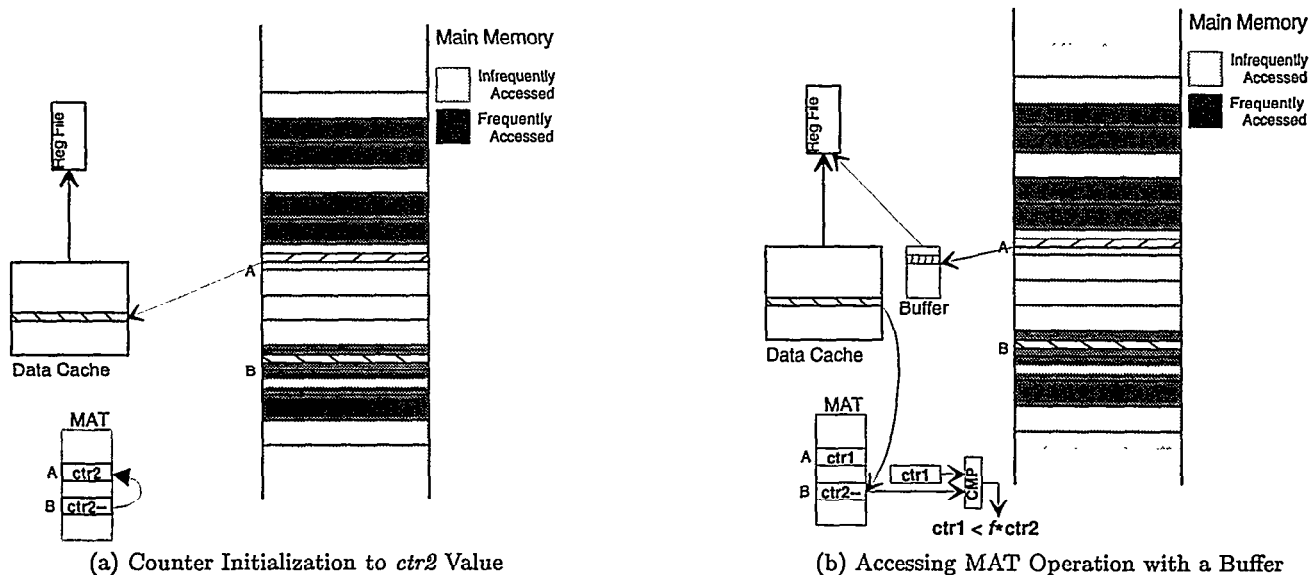 Main Memory
Infrequently
Accessed
Frequently
Accessed
Reg File
A
Data Cache
B
MAT
A ctr2
B ctr2–
(a) Counter Initialization to ctr2 Value
Main Memory
Infrequently
Accessed
Frequently
Accessed
Reg File
A
Buffer
Data Cache
B
MAT
A ctr1
ctr1
B ctr2–
CMP
ctr1 < f*ctr2
(b) Accessing MAT Operation with a Buffer